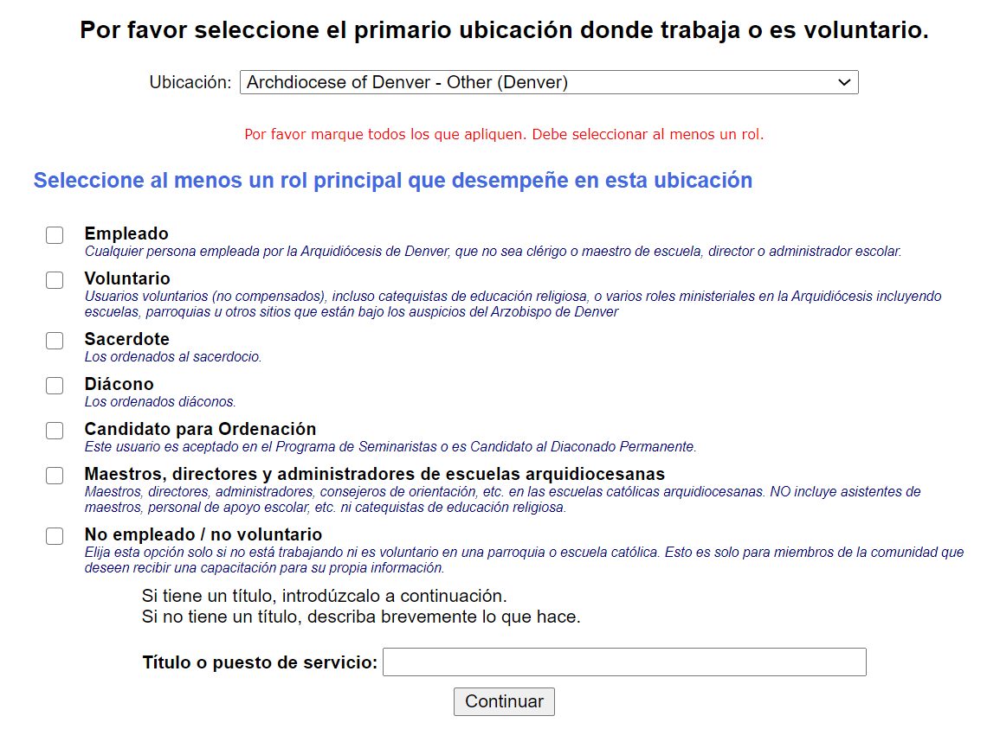 Por favor seleccione el primario ubicación donde trabaja o es voluntario.
Ubicación: Archdiocese of Denver - Other (Denver)
Por favor marque todos los que apliquen. Debe seleccionar al menos un rol.
Seleccione al menos un rol principal que desempeñe en esta ubicación
Empleado
Cualquier persona empleada por la Arquidiócesis de Denver, que no sea clérigo o maestro de escuela, director o administrador escolar.
Voluntario
Usuarios voluntarios (no compensados), incluso catequistas de educación religiosa, o varios roles ministeriales en la Arquidiócesis incluyendo
escuelas, parroquias u otros sitios que están bajo los auspicios del Arzobispo de Denver
Sacerdote
Los ordenados al sacerdocio.
Diácono
Los ordenados diáconos.
Candidato para Ordenación
Este usuario es aceptado en el Programa de Seminaristas o es Candidato al Diaconado Permanente.
Maestros, directores y administradores de escuelas arquidiocesanas
Maestros, directores, administradores, consejeros de orientación, etc. en las escuelas católicas arquidiocesanas. NO incluye asistentes de
maestros, personal de apoyo escolar, etc. ni catequistas de educación religiosa.
No empleado / no voluntario
Elija esta opción solo si no está trabajando ni es voluntario en una parroquia o escuela católica. Esto es solo para miembros de la comunidad que
deseen recibir una capacitación para su propia información.
Si tiene un título, introdúzcalo a continuación.
Si no tiene un título, describa brevemente lo que hace.
Título o puesto de servicio:
Continuar